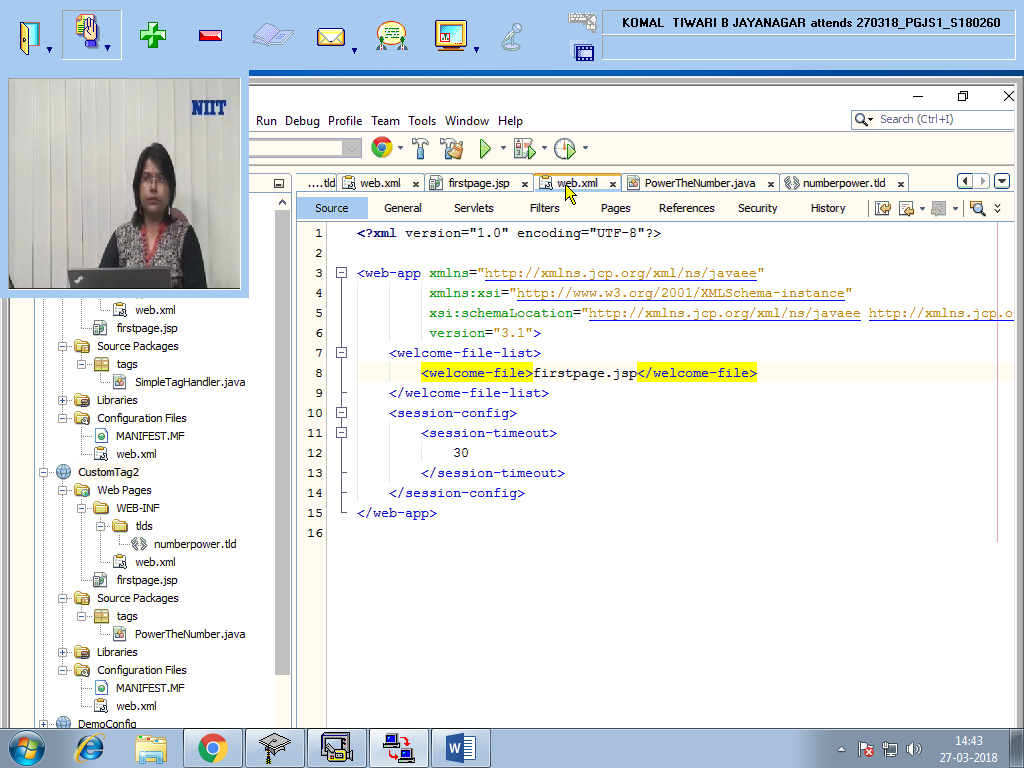 KOMAL TIWARI B JAYANAGAR attends 270318_PGJS1_S180260
NIIT
Run Debug Profile Team Tools Window Help
Search (Ctrl+I)
....tld
web.xml
firstpage.jsp
web.xml
PowerTheNumber.java
numberpower.tld
Source General Servlets Filters Pages References Security History
1 <?xml version="1.0" encoding="UTF-8"?>
2
3 <web-app xmlns="http://xmlns.jcp.org/xml/ns/javaee"
4 xmlns:xsi="http://www.w3.org/2001/XMLSchema-instance"
5 xsi:schemaLocation="http://xmlns.jcp.org/xml/ns/javaee http://xmlns.jcp.o
6 version="3.1">
7 <welcome-file-list>
8 <welcome-file>firstpage.jsp</welcome-file>
9 </welcome-file-list>
10 <session-config>
11 <session-timeout>
12 30
13 </session-timeout>
14 </session-config>
15 </web-app>
16
web.xml
firstpage.jsp
Source Packages
tags
SimpleTagHandler.java
Libraries
Configuration Files
MANIFEST.MF
web.xml
CustomTag2
Web Pages
WEB-INF
tlds
numberpower.tld
web.xml
firstpage.jsp
Source Packages
tags
PowerTheNumber.java
Libraries
Configuration Files
MANIFEST.MF
web.xml
DemoConfig
14:43
27-03-2018